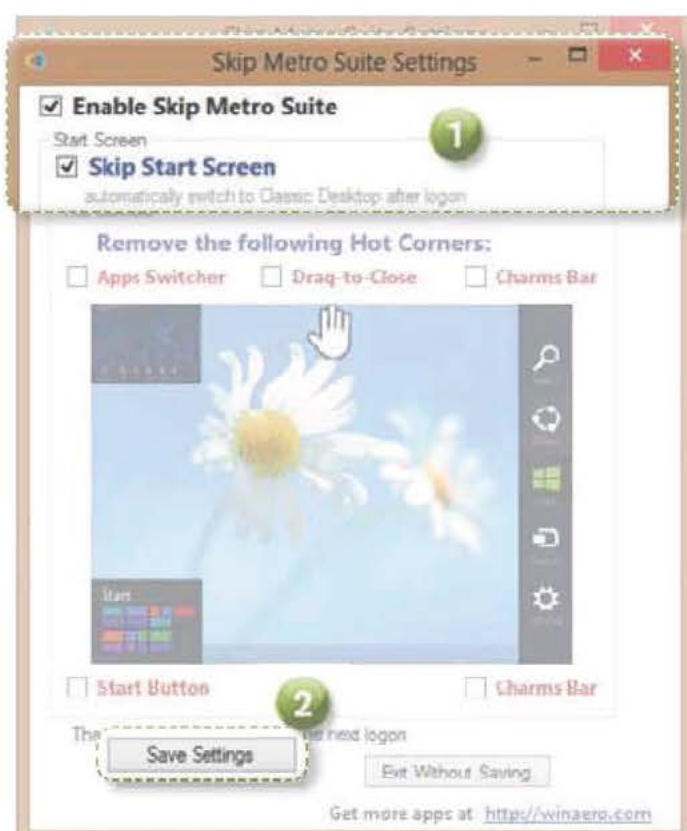 Skip Metro Suite Settings
Enable Skip Metro Suite
1
Start Screen
Skip Start Screen
automatically switch to Classic Desktop after logon
Remove the following Hot Corners:
Apps Switcher Drag-to-Close Charms Bar
Start
Start Button Charms Bar
2
The next logon
Save Settings
Exit Without Saving
Get more apps at http://winaero.com